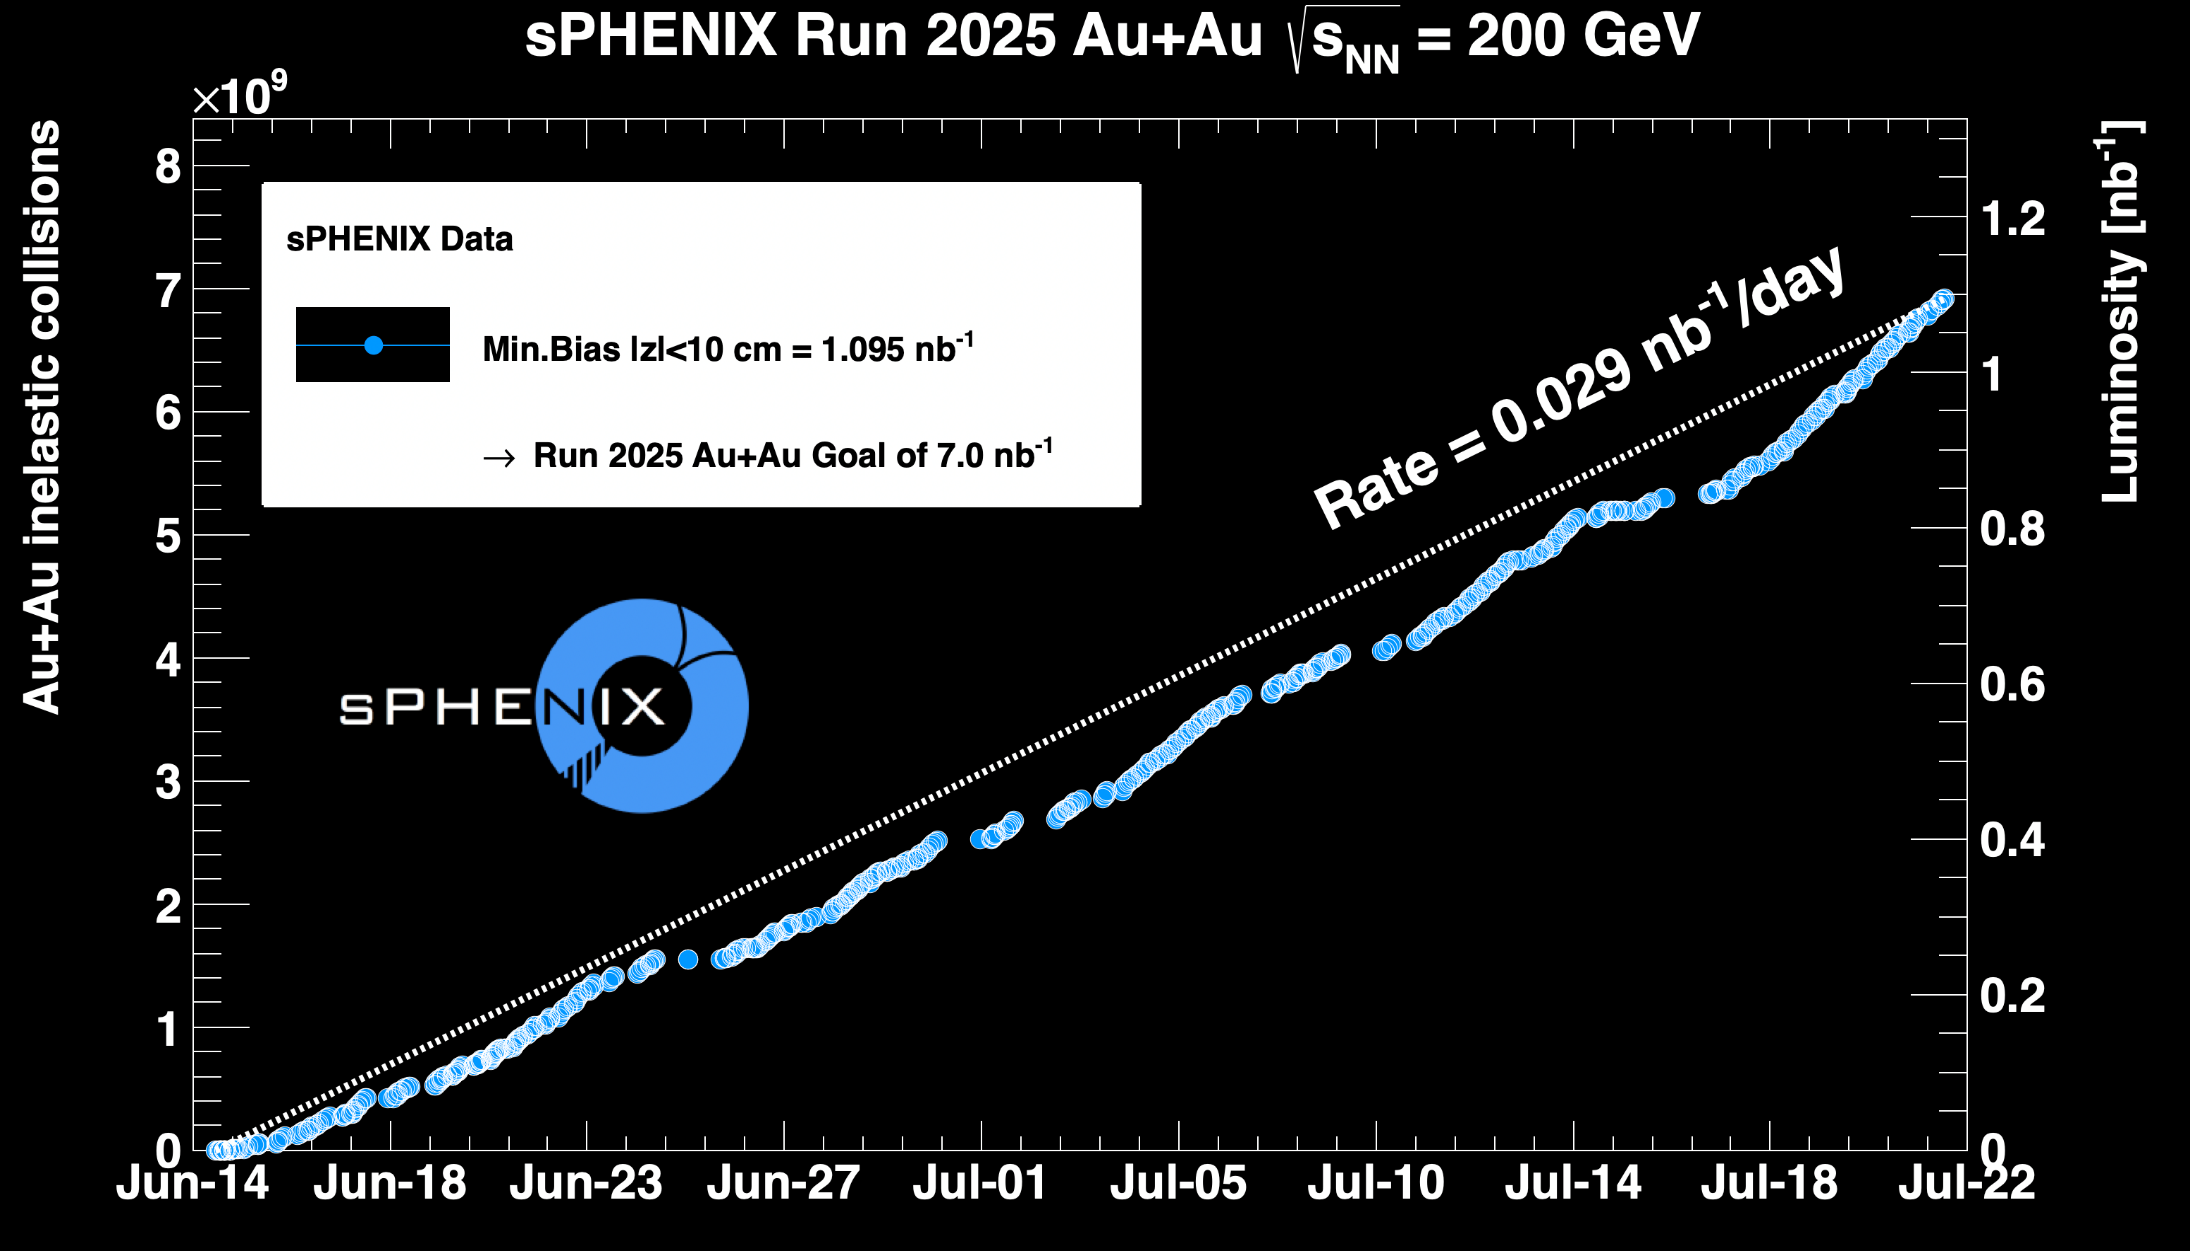 sPHENIX Run 2025 Au+Au √sNN = 200 GeV
×10⁹
Au+Au inelastic collisions
8
7
6
5
4
3
2
1
0
sPHENIX Data
Min.Bias |z|<10 cm = 1.095 nb⁻¹
→ Run 2025 Au+Au Goal of 7.0 nb⁻¹
sPHENIX
Rate = 0.029 nb⁻¹/day
Luminosity [nb⁻¹]
1.2
1
0.8
0.6
0.4
0.2
0
Jun-14 Jun-18 Jun-23 Jun-27 Jul-01 Jul-05 Jul-10 Jul-14 Jul-18 Jul-22